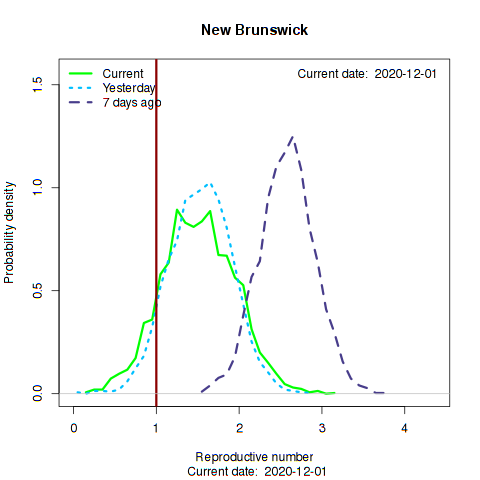 New Brunswick
Current
Yesterday
7 days ago
Current date:  2020-12-01
Probability density
1.5
1.0
0.5
0.0
0 1 2 3 4
Reproductive number
Current date:  2020-12-01